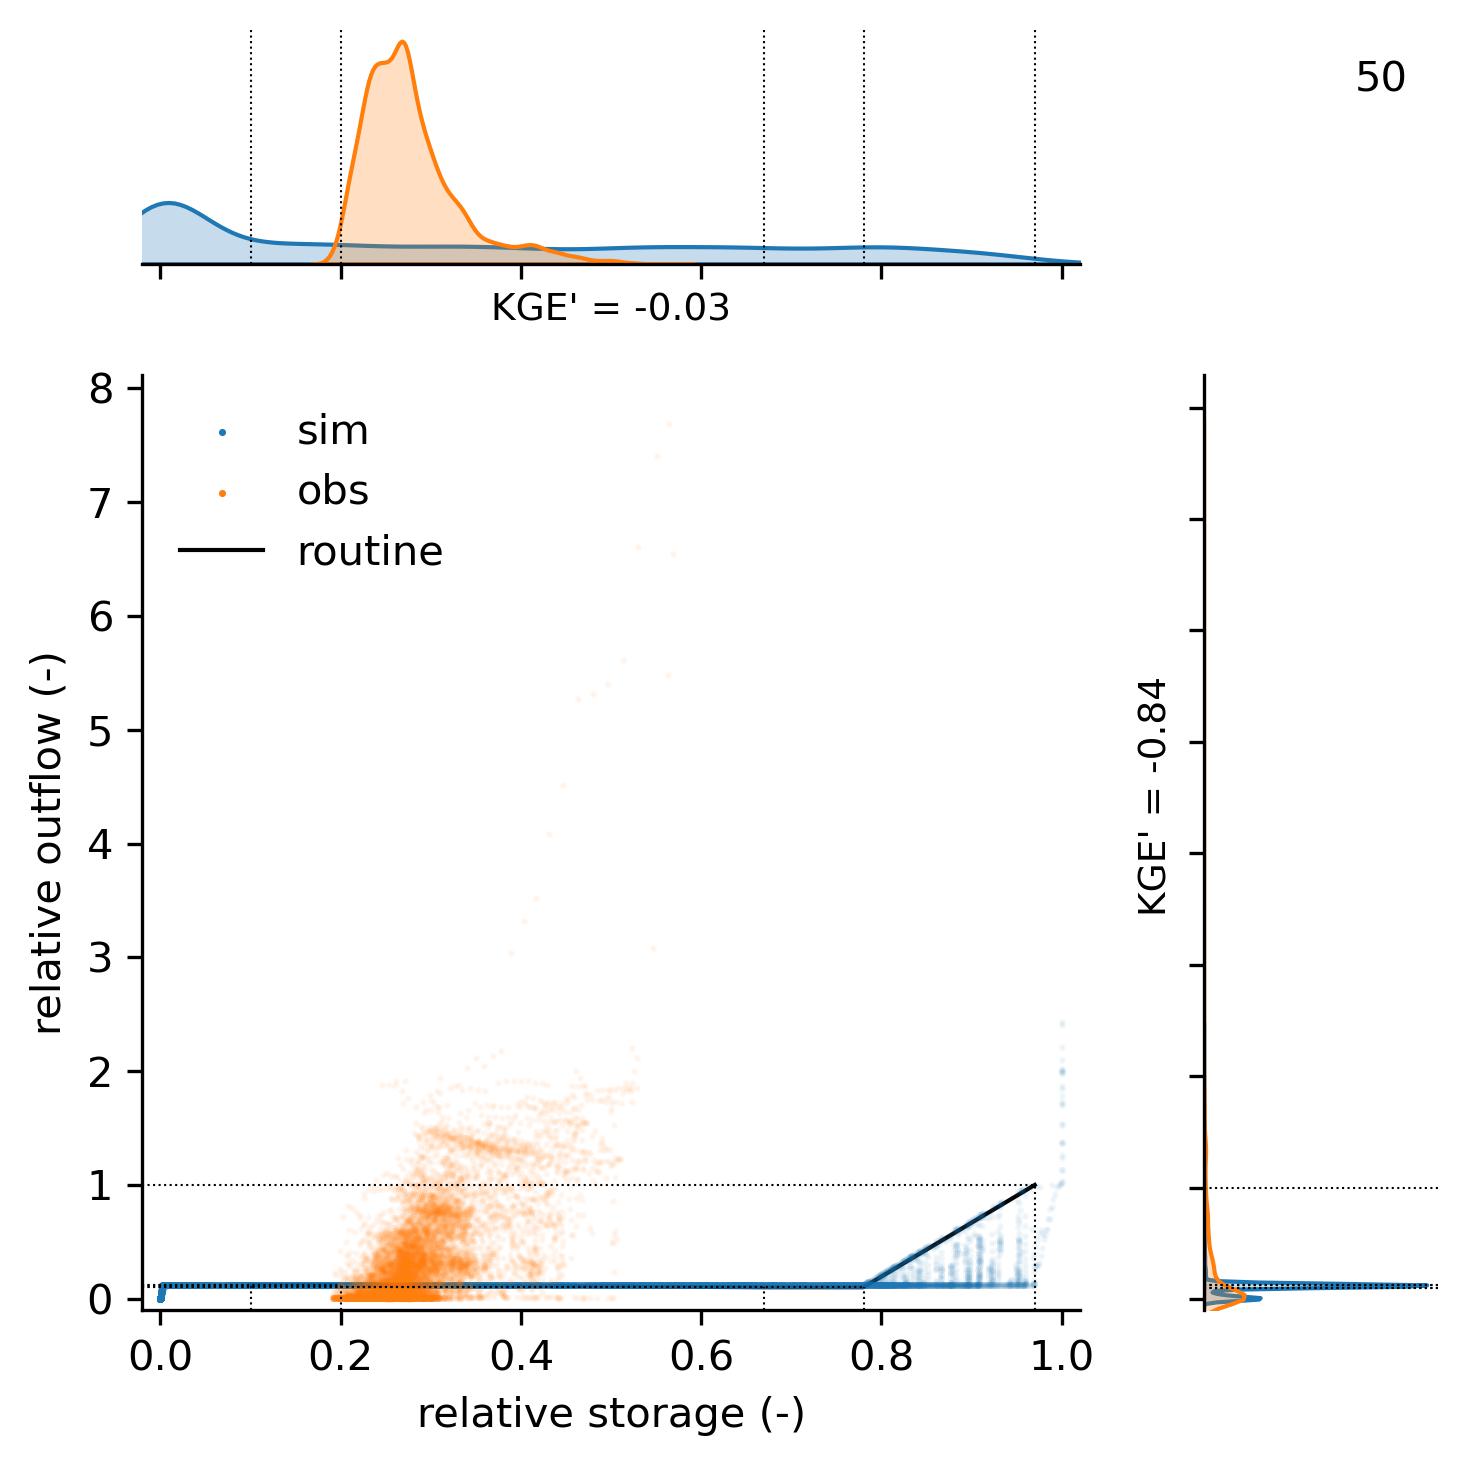 50
KGE' = -0.03
8
7
6
5
4
3
2
1
0
relative outflow (-)
sim
obs
routine
KGE' = -0.84
0.0 0.2 0.4 0.6 0.8 1.0
relative storage (-)